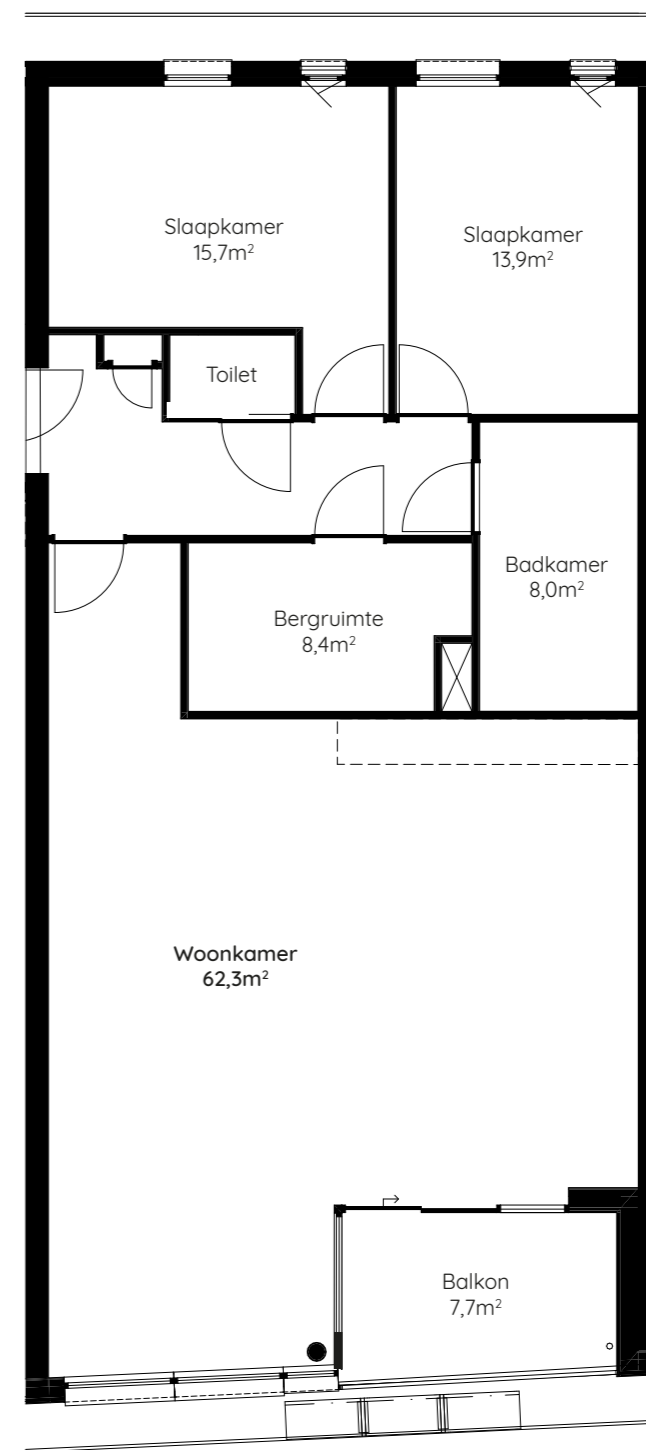 Slaapkamer
15,7m²
Slaapkamer
13,9m²
Toilet
Badkamer
8,0m²
Bergruimte
8,4m²
Woonkamer
62,3m²
Balkon
7,7m²